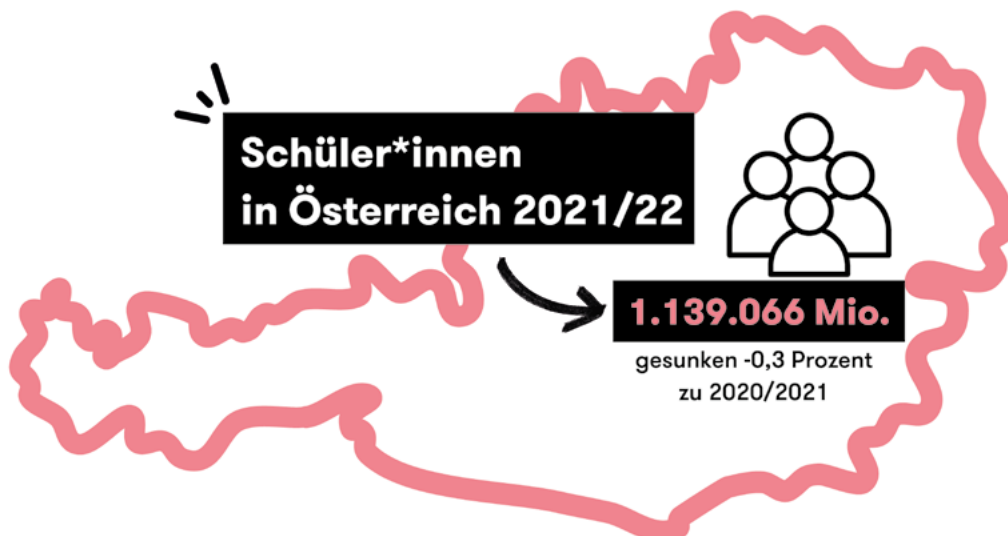 Schüler*innen
in Österreich 2021/22
1.139.066 Mio.
gesunken -0,3 Prozent
zu 2020/2021